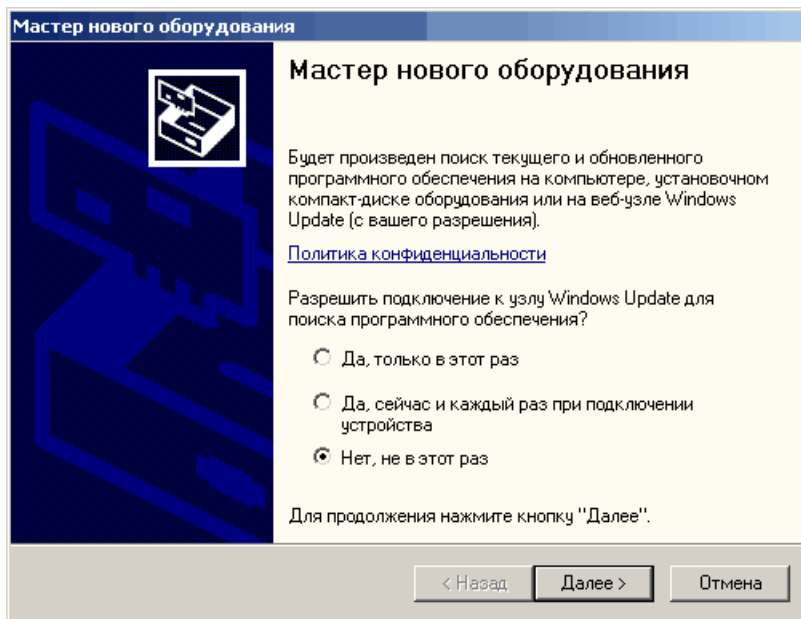 Мастер нового оборудования
Мастер нового оборудования
Будет произведен поиск текущего и обновленного
программного обеспечения на компьютере, установочном
компакт-диске оборудования или на веб-узле Windows
Update (с вашего разрешения).
Политика конфиденциальности
Разрешить подключение к узлу Windows Update для
поиска программного обеспечения?
Да, только в этот раз
Да, сейчас и каждый раз при подключении
устройства
Нет, не в этот раз
Для продолжения нажмите кнопку "Далее".
< Назад Далее > Отмена